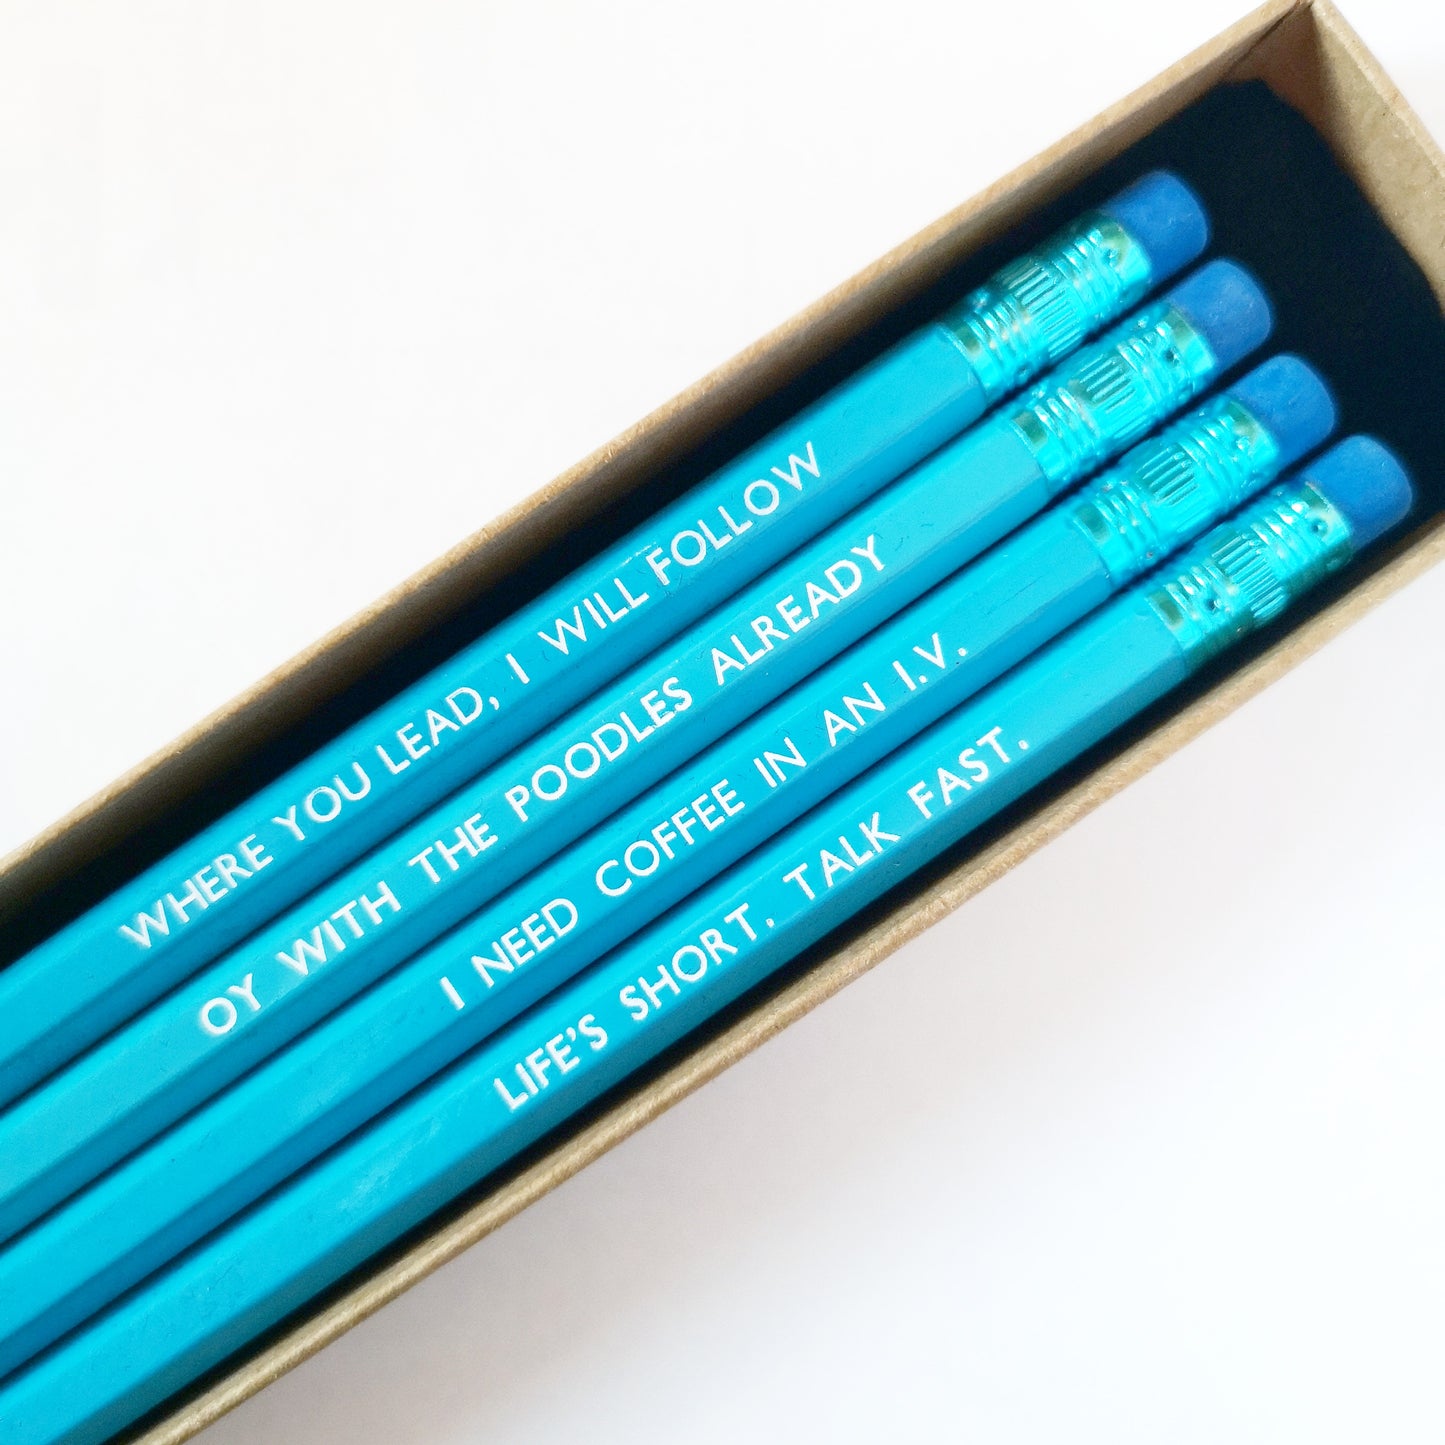 WHERE YOU LEAD, I WILL FOLLOW
OY WITH THE POODLES ALREADY
I NEED COFFEE IN AN I.V.
LIFE'S SHORT. TALK FAST.